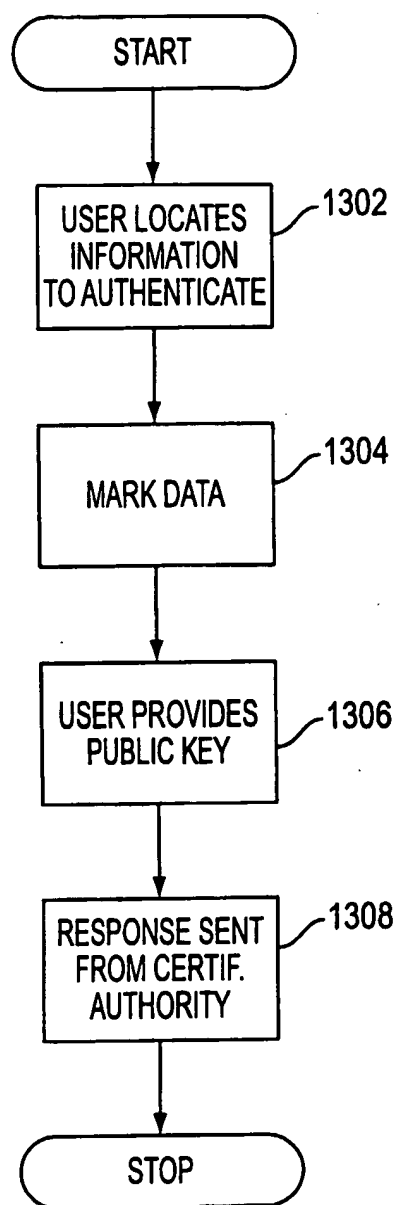 START
1302
USER LOCATES
INFORMATION
TO AUTHENTICATE
1304
MARK DATA
USER PROVIDES
PUBLIC KEY
1306
RESPONSE SENT
FROM CERTIF.
AUTHORITY
1308
STOP